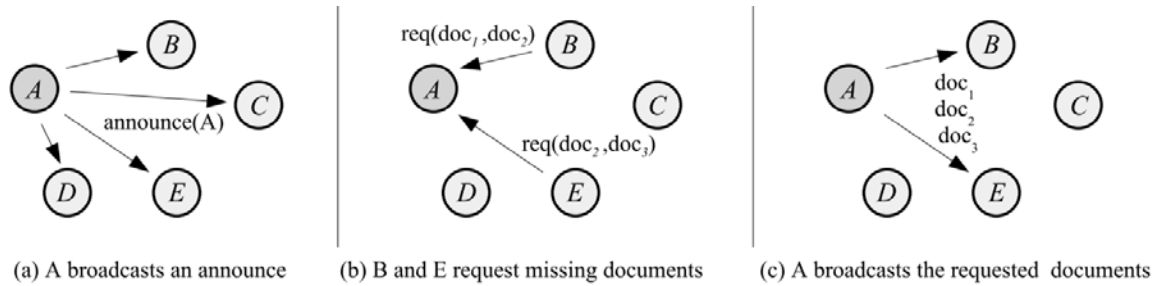 B
A
C
announce(A)
D
E
(a) A broadcasts an announce
req(doc₁,doc₂)
B
A
C
req(doc₂,doc₃)
D
E
(b) B and E request missing documents
B
A
doc₁
C
doc₂
doc₃
D
E
(c) A broadcasts the requested documents